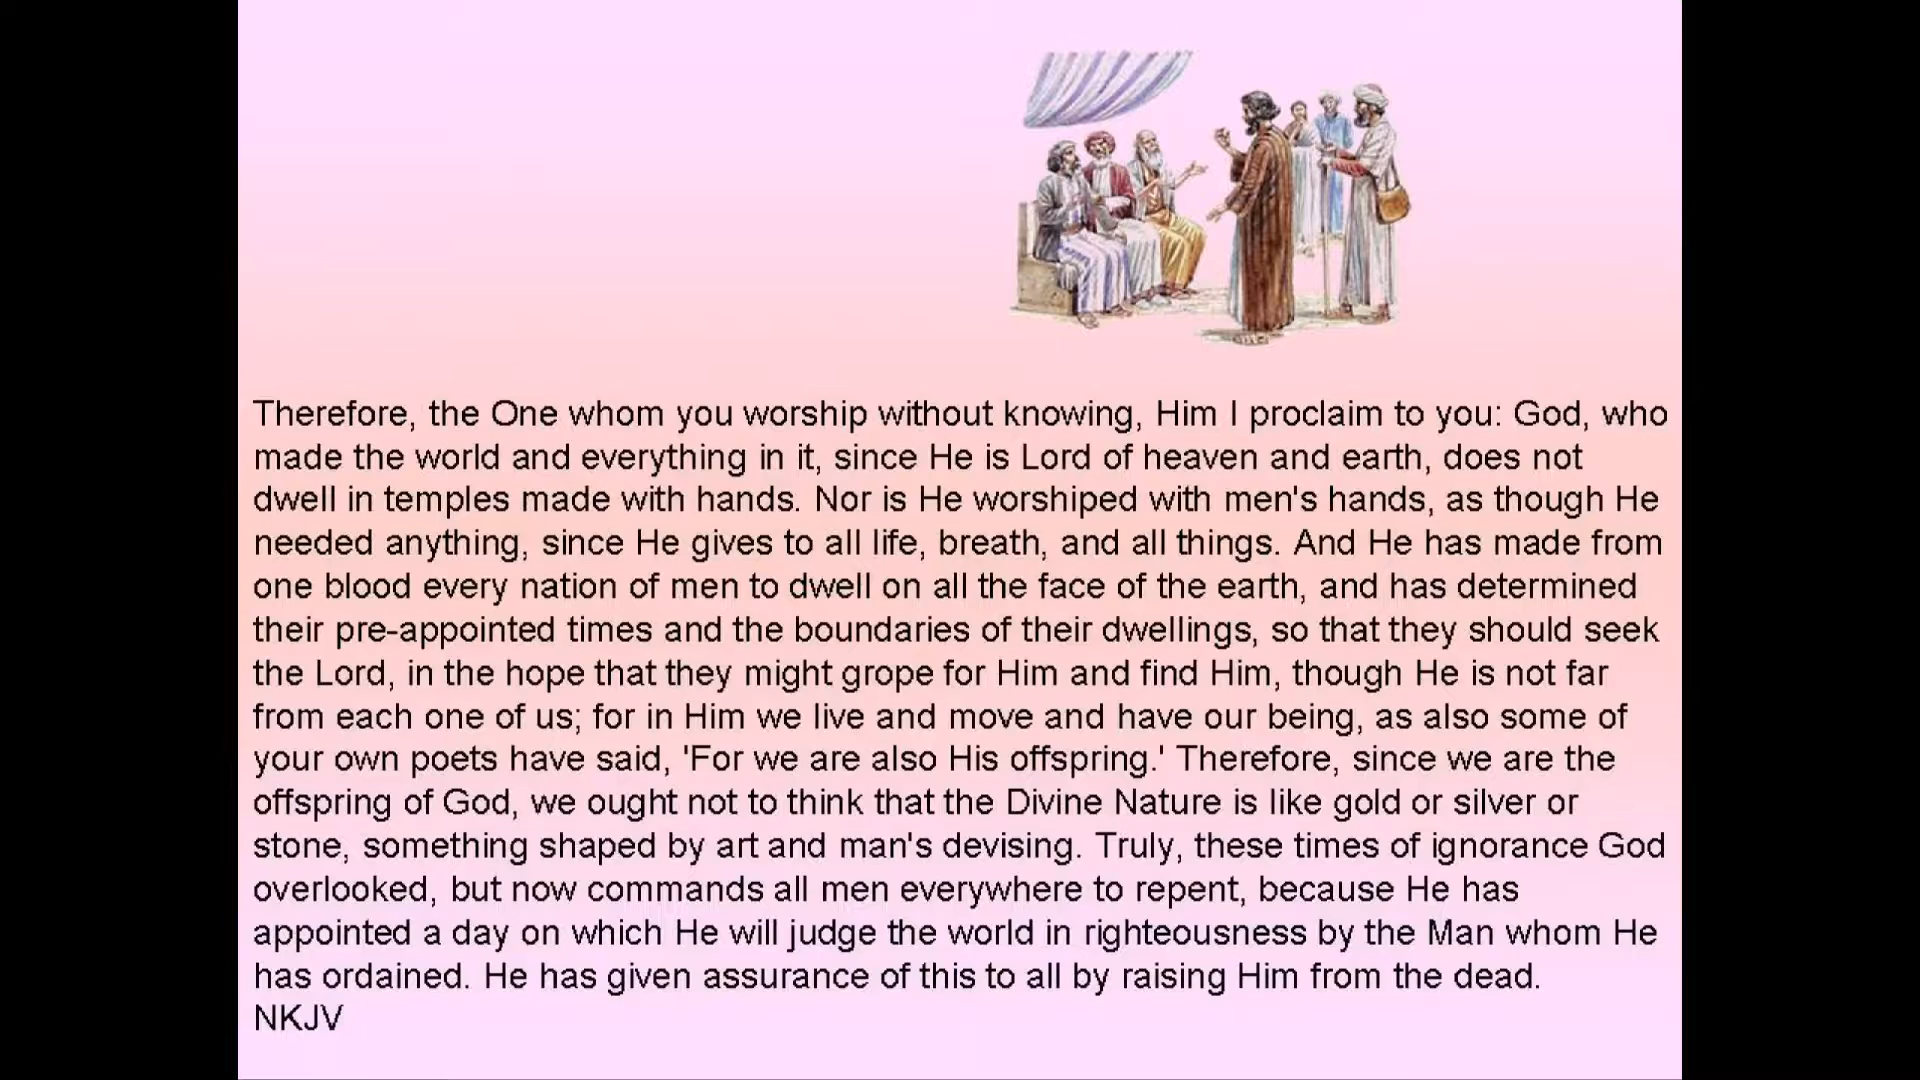 Therefore, the One whom you worship without knowing, Him I proclaim to you: God, who
made the world and everything in it, since He is Lord of heaven and earth, does not
dwell in temples made with hands. Nor is He worshiped with men's hands, as though He
needed anything, since He gives to all life, breath, and all things. And He has made from
one blood every nation of men to dwell on all the face of the earth, and has determined
their pre-appointed times and the boundaries of their dwellings, so that they should seek
the Lord, in the hope that they might grope for Him and find Him, though He is not far
from each one of us; for in Him we live and move and have our being, as also some of
your own poets have said, 'For we are also His offspring.' Therefore, since we are the
offspring of God, we ought not to think that the Divine Nature is like gold or silver or
stone, something shaped by art and man's devising. Truly, these times of ignorance God
overlooked, but now commands all men everywhere to repent, because He has
appointed a day on which He will judge the world in righteousness by the Man whom He
has ordained. He has given assurance of this to all by raising Him from the dead.
NKJV